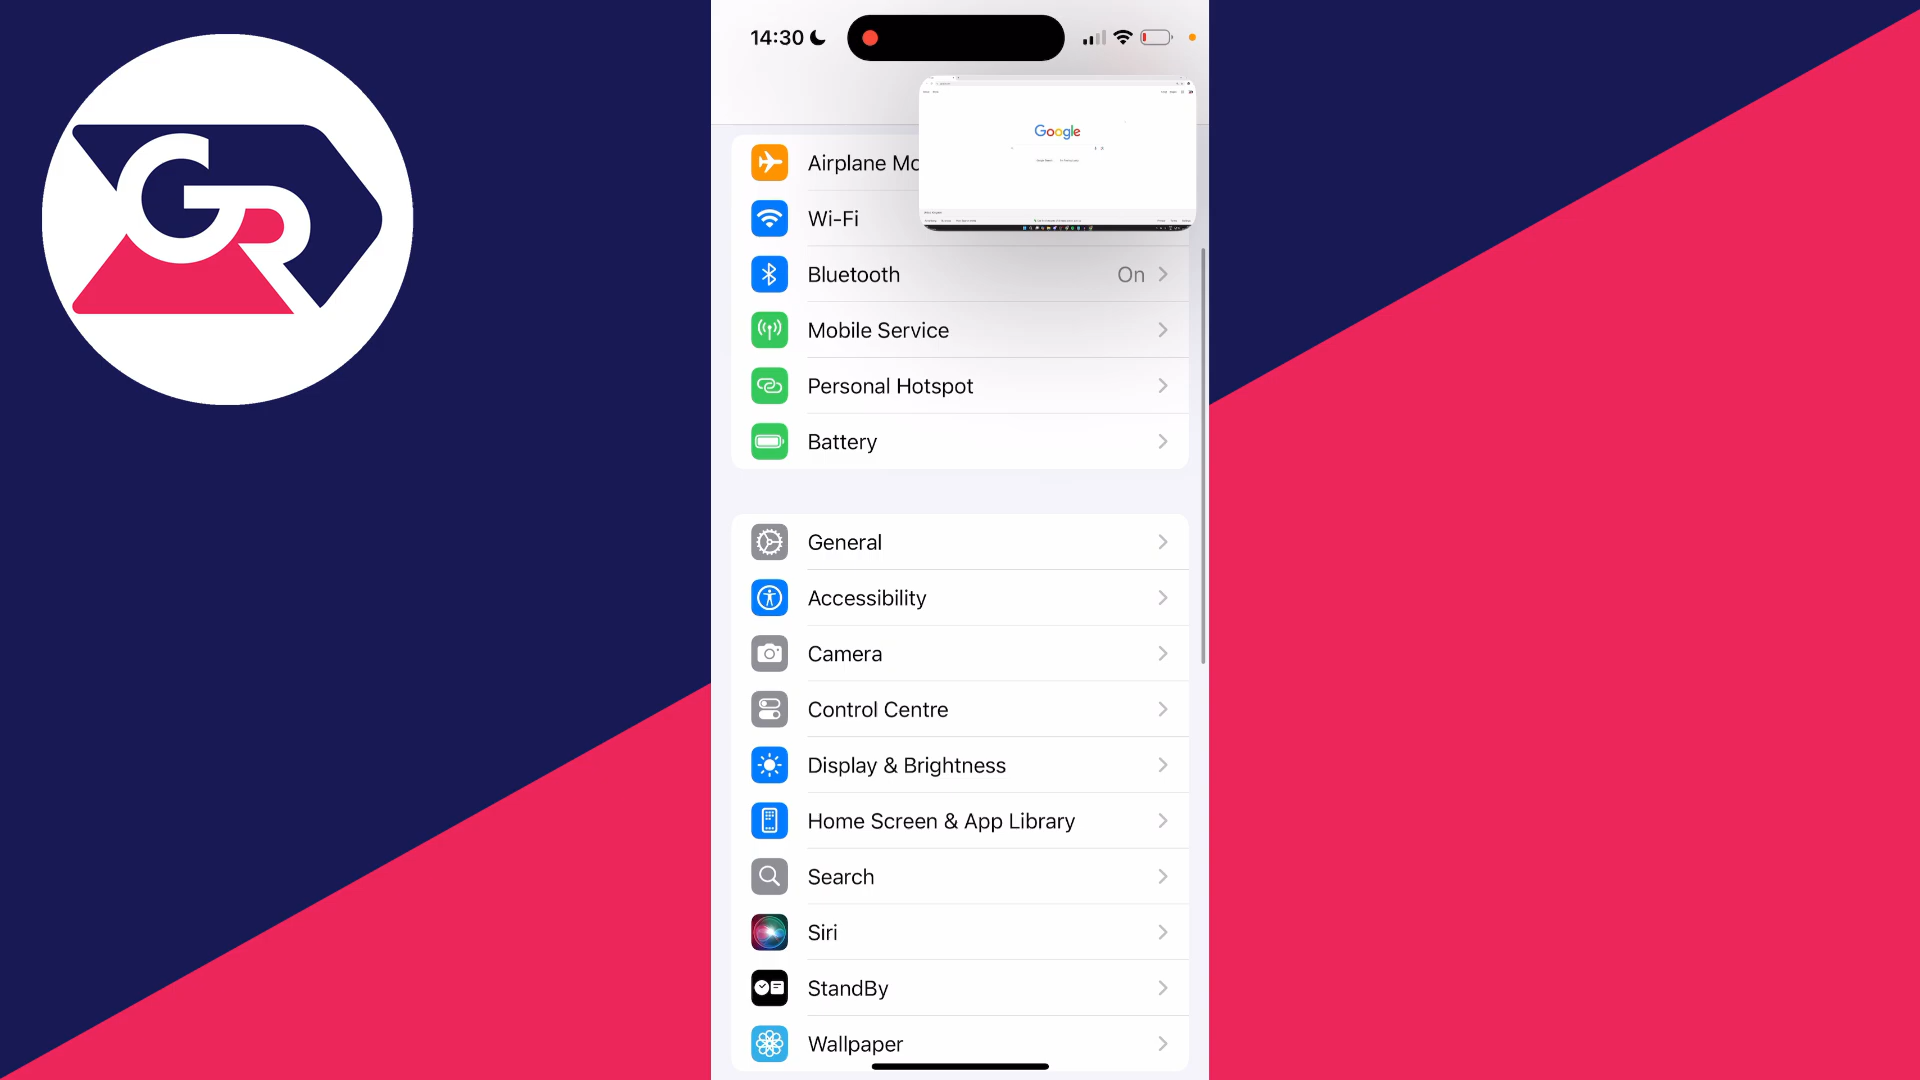 GR
14:30
Google
Airplane Mo
Wi-Fi
Bluetooth On
Mobile Service
Personal Hotspot
Battery
General
Accessibility
Camera
Control Centre
Display & Brightness
Home Screen & App Library
Search
Siri
StandBy
Wallpaper